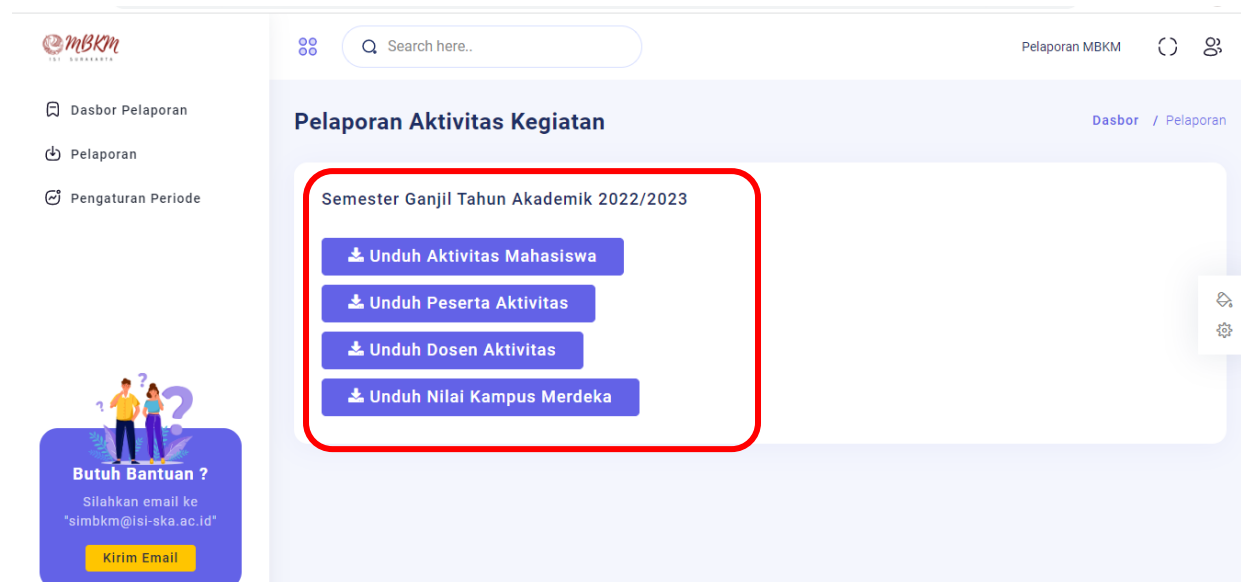 MBKM
ISI SURAKARTA
Search here..
Pelaporan MBKM
Dasbor Pelaporan
Pelaporan
Pengaturan Periode
Pelaporan Aktivitas Kegiatan
Dasbor / Pelaporan
Semester Ganjil Tahun Akademik 2022/2023
Unduh Aktivitas Mahasiswa
Unduh Peserta Aktivitas
Unduh Dosen Aktivitas
Unduh Nilai Kampus Merdeka
? ? ?
Butuh Bantuan ?
Silahkan email ke
"simbkm@isi-ska.ac.id"
Kirim Email